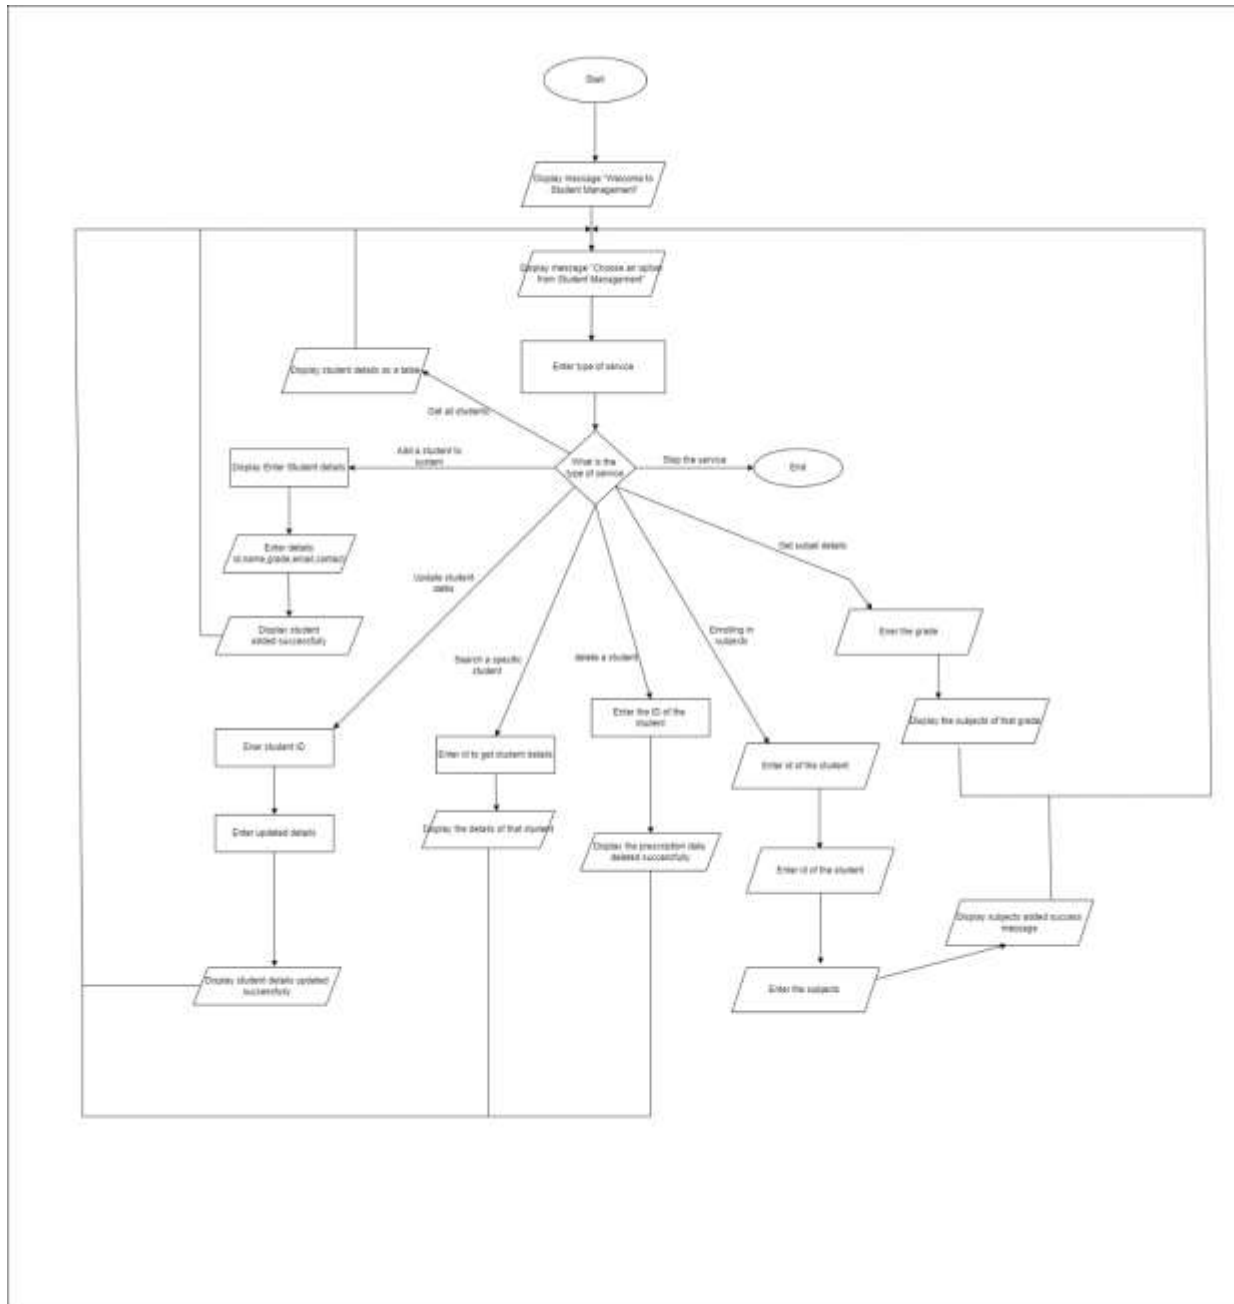 Start
Display message "Welcome to
Student Management"
Display message "Choose an option
from Student Management"
Enter type of service
Display student details as a table
Get all students
What is the
type of service
Stop the service
End
Add a student to
system
Display Enter Student details
Enter details
id,name,grade,email,contact
Display student
added successfully
Update student
Enter student ID
Enter updated details
Display student details updated
successfully
Search a specific
student
Enter id to get student details
Display the details of that student
delete a student
Enter the ID of the
student
Display the prescription data
deleted successfully
Enrolling in
subjects
Enter id of the student
Enter id of the student
Enter the subjects
Display subjects added success
message
details
Enter the grade
Display the subjects of that grade